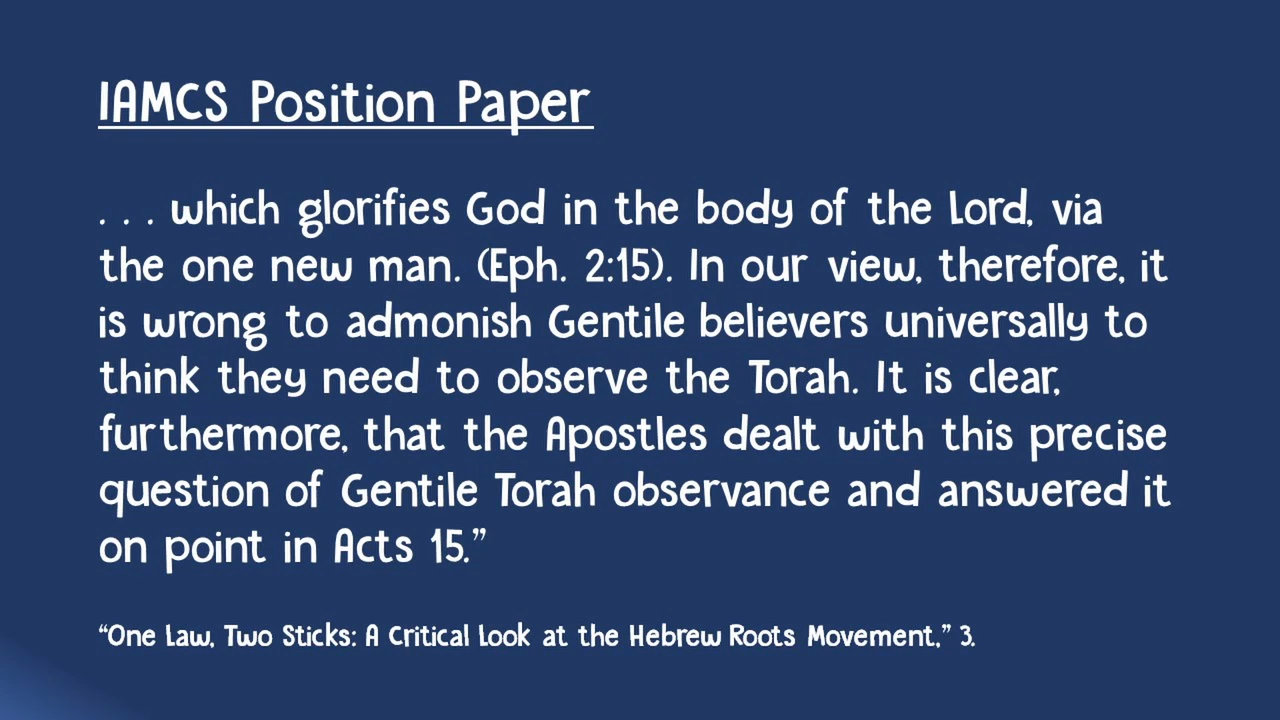 IAMCS Position Paper
. . . which glorifies God in the body of the Lord, via
the one new man. (Eph. 2:15). In our view, therefore, it
is wrong to admonish Gentile believers universally to
think they need to observe the Torah. It is clear,
furthermore, that the Apostles dealt with this precise
question of Gentile Torah observance and answered it
on point in Acts 15.”
“One Law, Two Sticks: A Critical Look at the Hebrew Roots Movement,” 3.